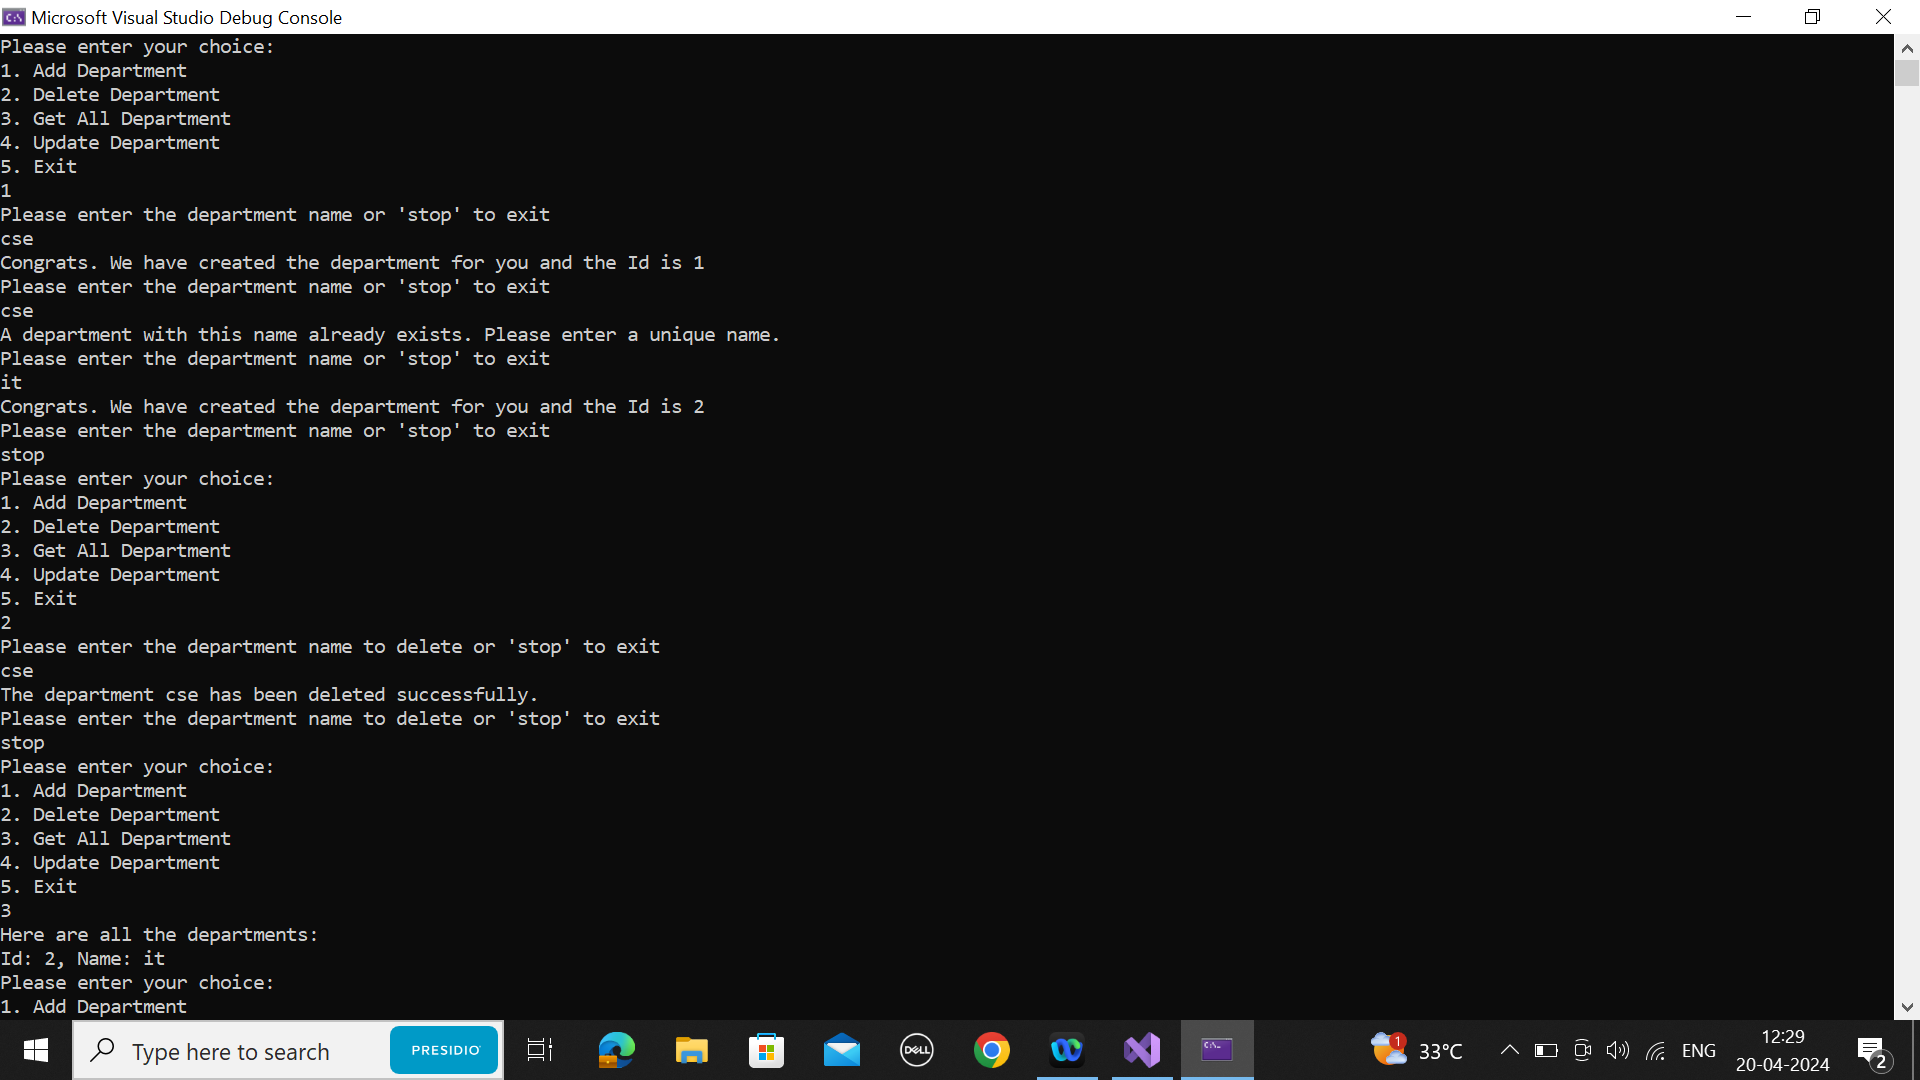 Microsoft Visual Studio Debug Console
Please enter your choice:
1. Add Department
2. Delete Department
3. Get All Department
4. Update Department
5. Exit
1
Please enter the department name or 'stop' to exit
cse
Congrats. We have created the department for you and the Id is 1
Please enter the department name or 'stop' to exit
cse
A department with this name already exists. Please enter a unique name.
Please enter the department name or 'stop' to exit
it
Congrats. We have created the department for you and the Id is 2
Please enter the department name or 'stop' to exit
stop
Please enter your choice:
1. Add Department
2. Delete Department
3. Get All Department
4. Update Department
5. Exit
2
Please enter the department name to delete or 'stop' to exit
cse
The department cse has been deleted successfully.
Please enter the department name to delete or 'stop' to exit
stop
Please enter your choice:
1. Add Department
2. Delete Department
3. Get All Department
4. Update Department
5. Exit
3
Here are all the departments:
Id: 2, Name: it
Please enter your choice:
1. Add Department
Type here to search
PRESIDIO
DELL
1
33°C
ENG
12:29
20-04-2024
2